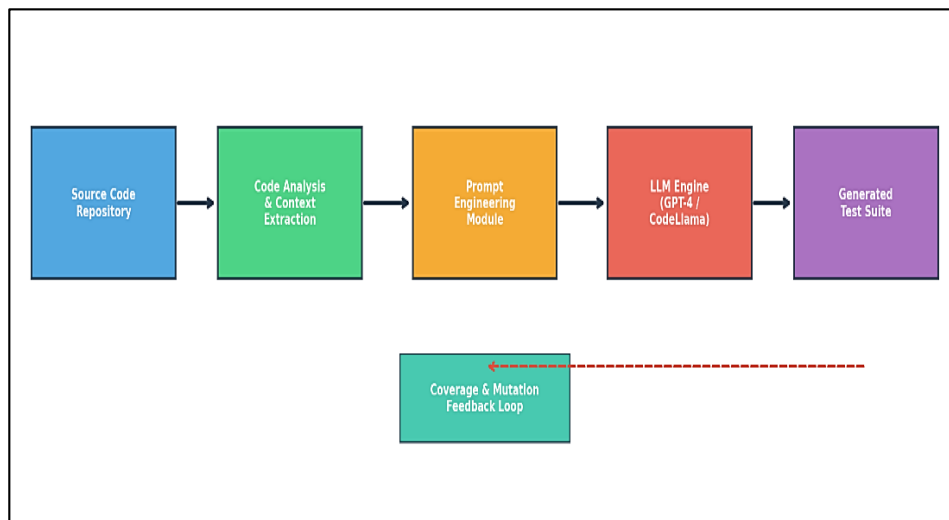 Source Code
Repository
Code Analysis
& Context
Extraction
Prompt
Engineering
Module
LLM Engine
(GPT-4 /
CodeLlama)
Generated
Test Suite
Coverage & Mutation
Feedback Loop